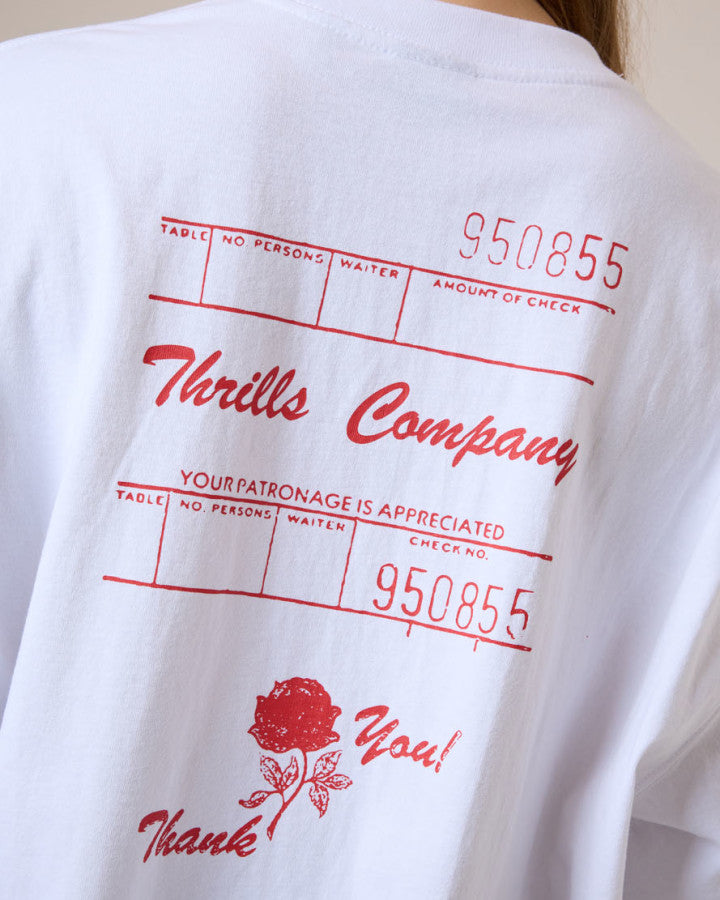 950855
TABLE NO. PERSONS WAITER AMOUNT OF CHECK
Thrills Company
YOUR PATRONAGE IS APPRECIATED
TABLE NO. PERSONS WAITER CHECK NO.
950855
You!
Thank